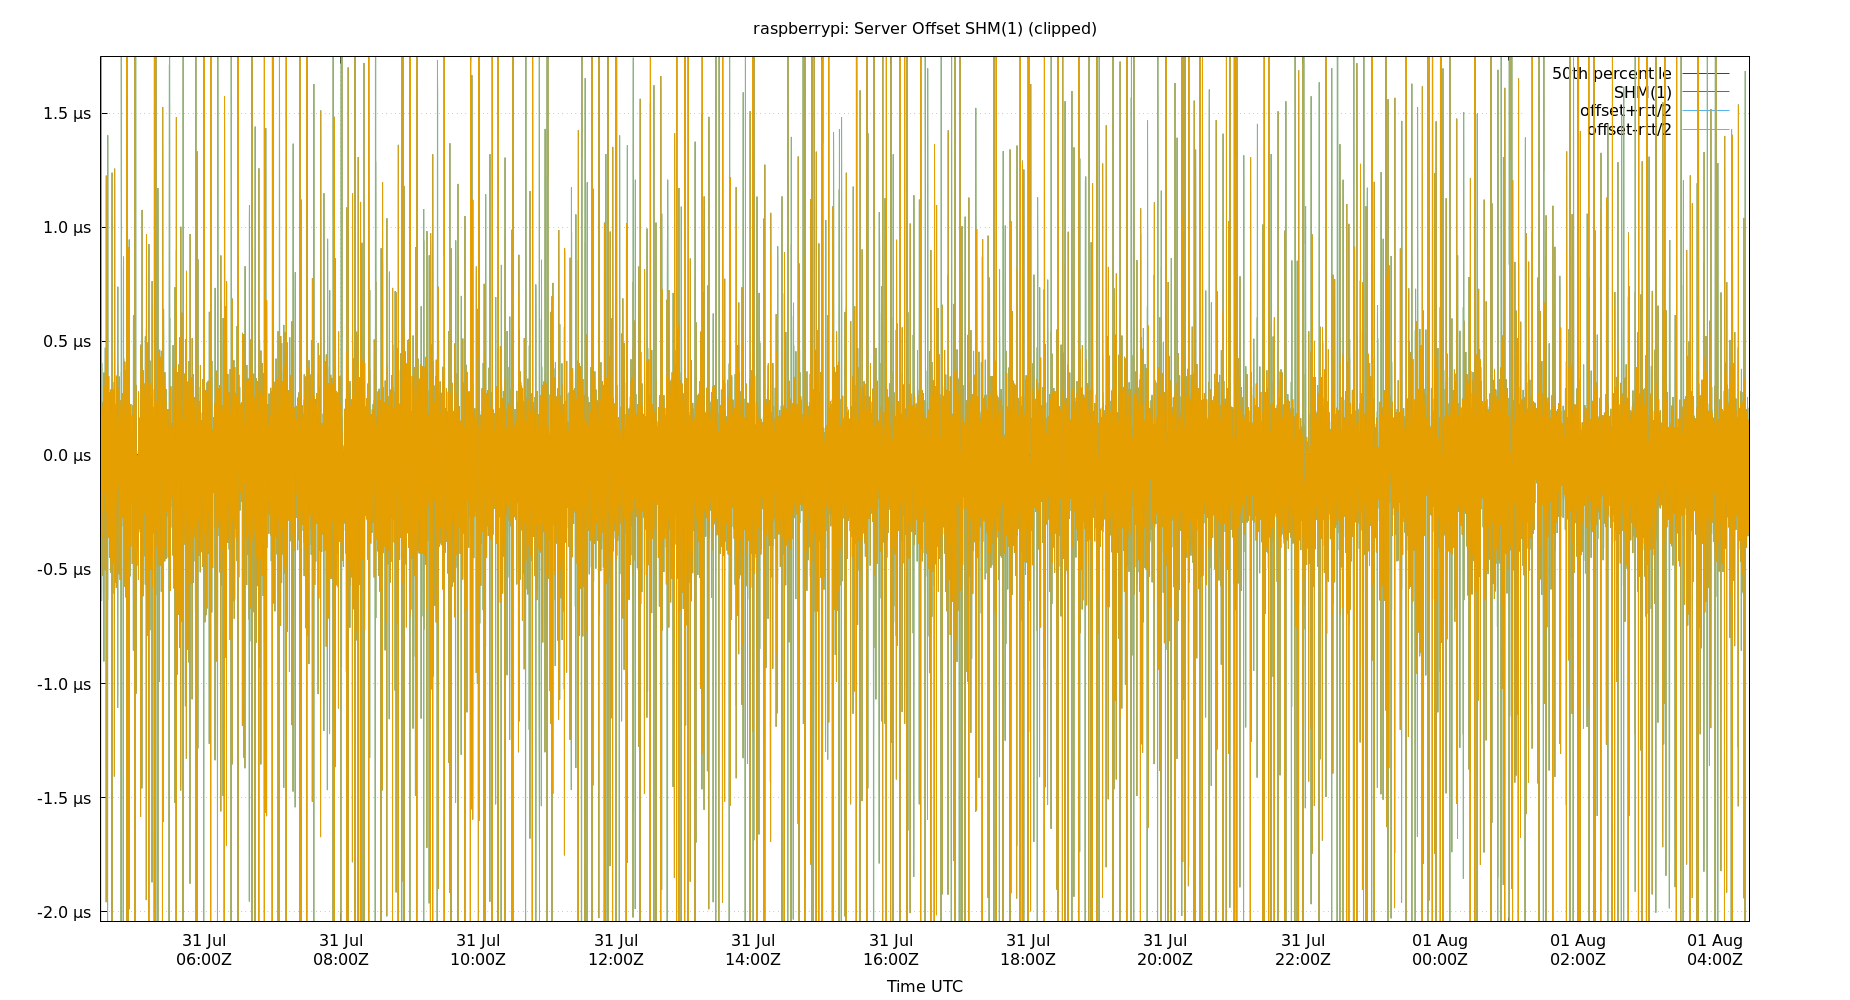 raspberrypi: Server Offset SHM(1) (clipped)
50th percentile
SHM(1)
offset+rtt/2
offset-rtt/2
1.5 µs
1.0 µs
0.5 µs
0.0 µs
-0.5 µs
-1.0 µs
-1.5 µs
-2.0 µs
31 Jul 31 Jul 31 Jul 31 Jul 31 Jul 31 Jul 31 Jul 31 Jul 31 Jul 01 Aug 01 Aug 01 Aug
06:00Z 08:00Z 10:00Z 12:00Z 14:00Z 16:00Z 18:00Z 20:00Z 22:00Z 00:00Z 02:00Z 04:00Z
Time UTC